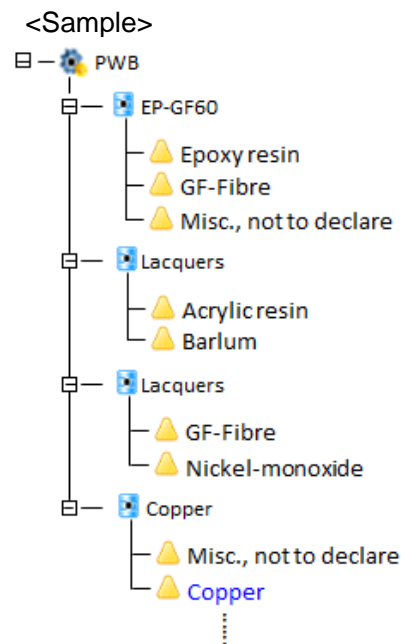 <Sample>
PWB
EP-GF60
Epoxy resin
GF-Fibre
Misc., not to declare
Lacquers
Acrylic resin
Barlum
Lacquers
GF-Fibre
Nickel-monoxide
Copper
Misc., not to declare
Copper